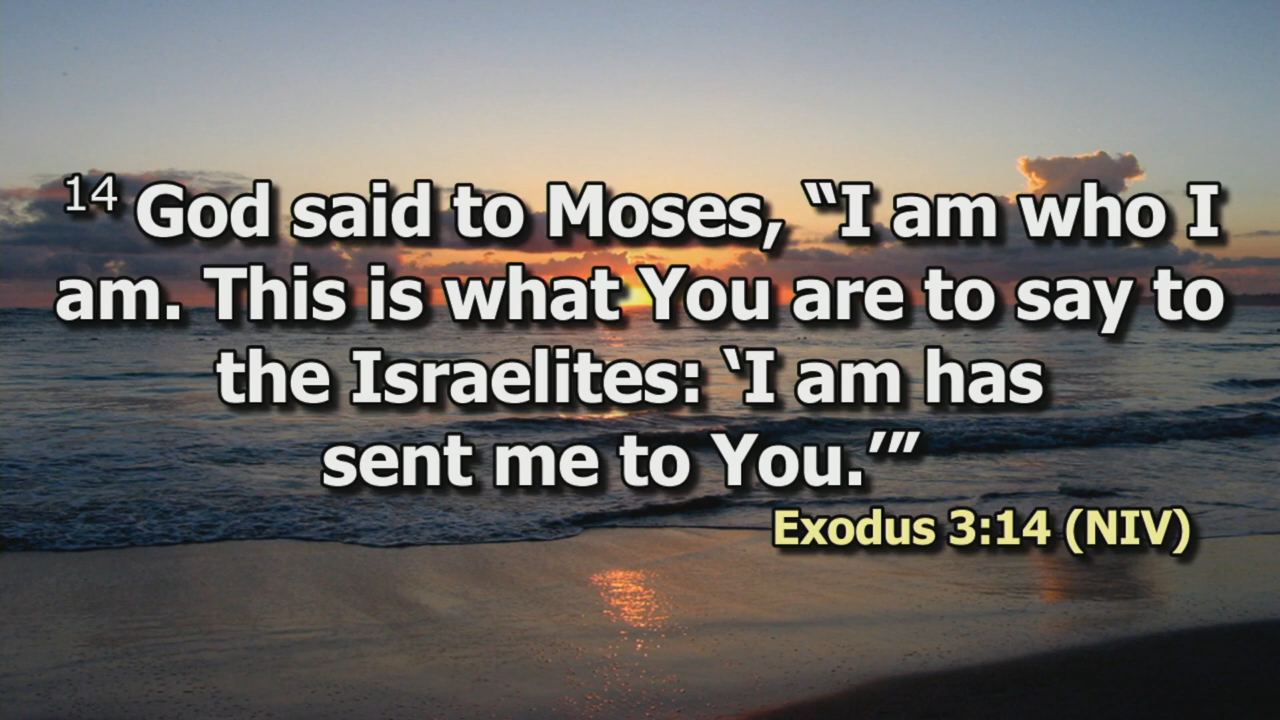 14 God said to Moses, “I am who I
am. This is what You are to say to
the Israelites: ‘I am has
sent me to You.’”
Exodus 3:14 (NIV)